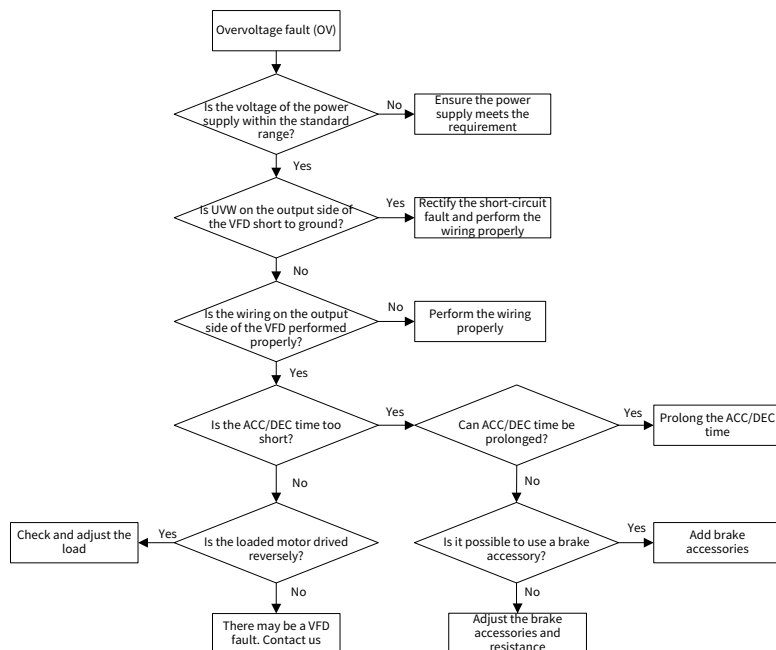 Overvoltage fault (OV)
Is the voltage of the power
supply within the standard
range?
No
Ensure the power
supply meets the
requirement
Yes
Is UVW on the output side of
the VFD short to ground?
Yes
Rectify the short-circuit
fault and perform the
wiring properly
No
Is the wiring on the output
side of the VFD performed
properly?
No
Perform the wiring
properly
Yes
Is the ACC/DEC time too
short?
Yes
Can ACC/DEC time be
prolonged?
Yes
Prolong the ACC/DEC
time
No
No
Check and adjust the
load
Yes
Is the loaded motor drived
reversely?
Is it possible to use a brake
accessory?
Yes
Add brake
accessories
No
No
There may be a VFD
fault. Contact us
Adjust the brake
accessories and
resistance